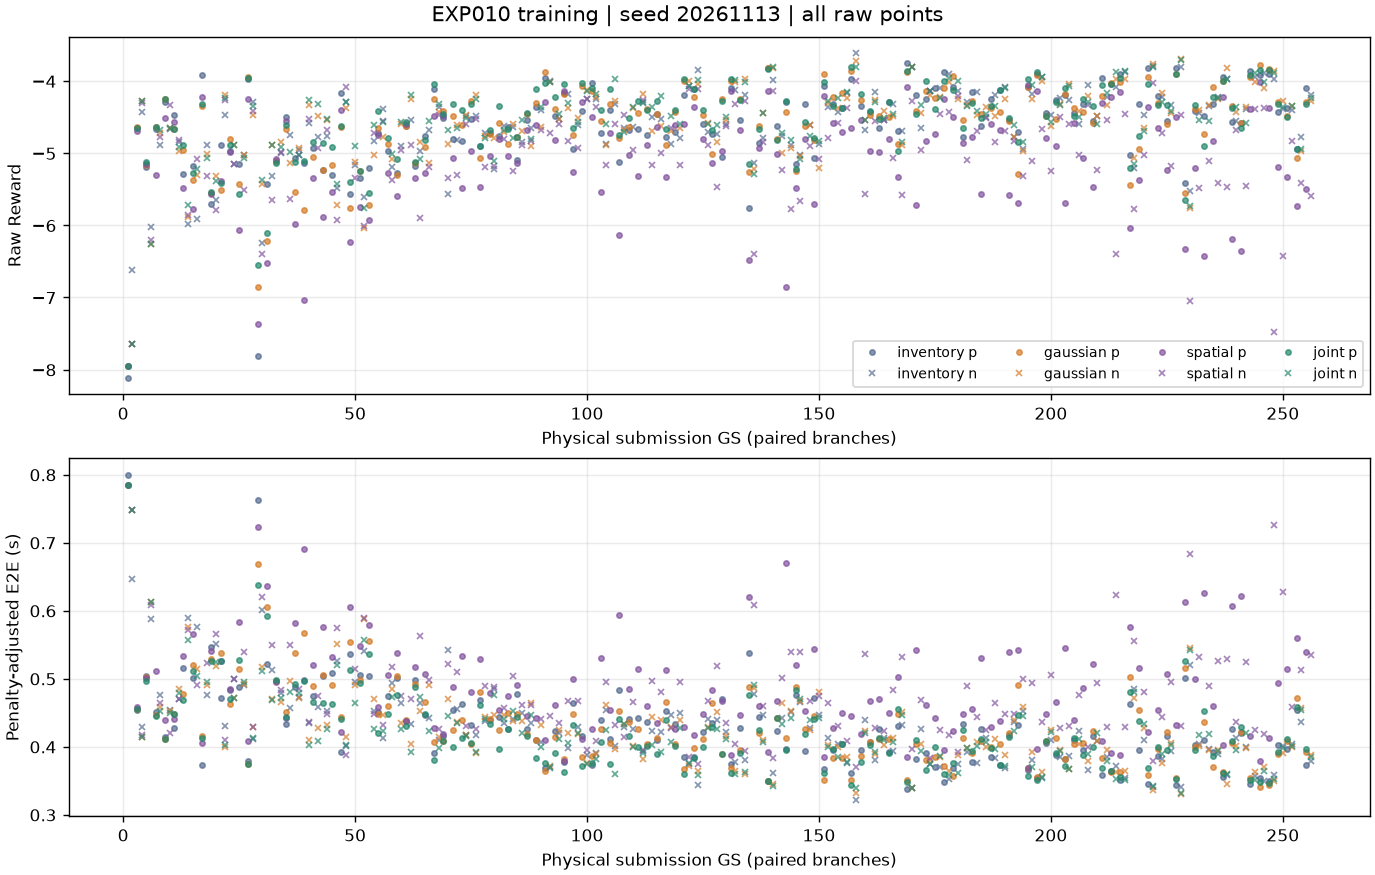 EXP010 training | seed 20261113 | all raw points
Raw Reward
−4
−5
−6
−7
−8
inventory p
gaussian p
spatial p
joint p
inventory n
gaussian n
spatial n
joint n
0
50
100
150
200
250
Physical submission GS (paired branches)
Penalty-adjusted E2E (s)
0.8
0.7
0.6
0.5
0.4
0.3
0
50
100
150
200
250
Physical submission GS (paired branches)